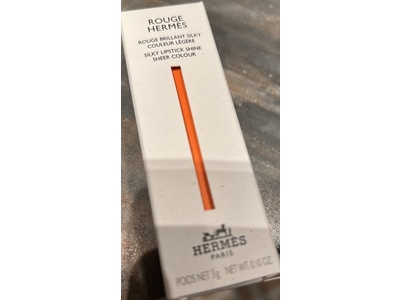 ROUGE
HERMÈS
ROUGE BRILLANT SILKY
COULEUR LÉGÈRE
SILKY LIPSTICK SHINE
SHEER COLOUR
HERMÈS
PARIS
POIDS.NET 3g NET WT. 0.10 OZ.